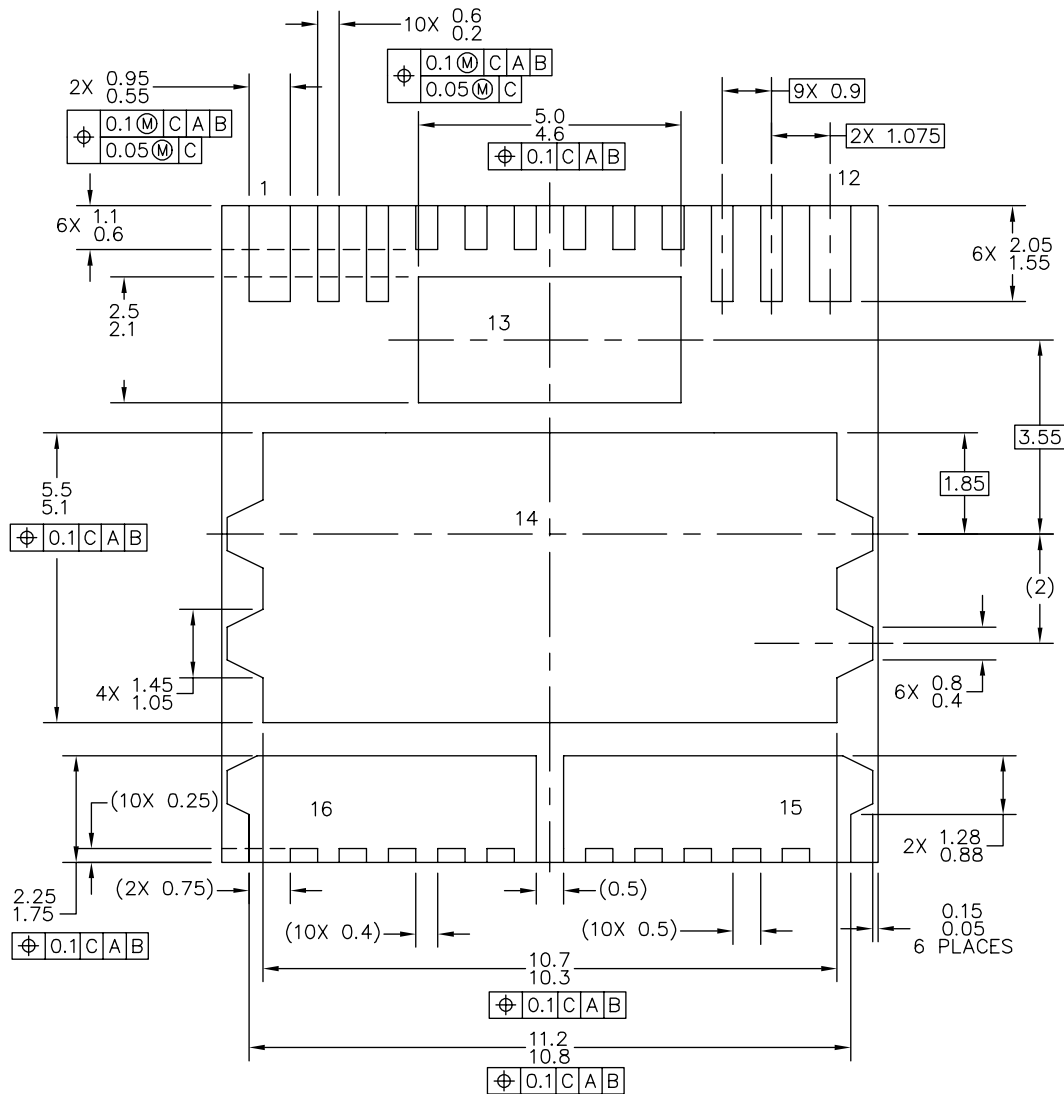 10X 0.6
0.2
⌖ 0.1Ⓜ C A B
0.05Ⓜ C
2X 0.95
0.55
⌖ 0.1Ⓜ C A B
0.05Ⓜ C
5.0
4.6
⌖ 0.1 C A B
9X 0.9
2X 1.075
1
12
6X 1.1
0.6
6X 2.05
1.55
2.5
2.1
13
3.55
1.85
5.5
5.1
⌖ 0.1 C A B
14
(2)
4X 1.45
1.05
6X 0.8
0.4
(10X 0.25)
16
15
2X 1.28
0.88
2.25
1.75
⌖ 0.1 C A B
(2X 0.75)
(0.5)
(10X 0.4)
(10X 0.5)
0.15
0.05
6 PLACES
10.7
10.3
⌖ 0.1 C A B
11.2
10.8
⌖ 0.1 C A B